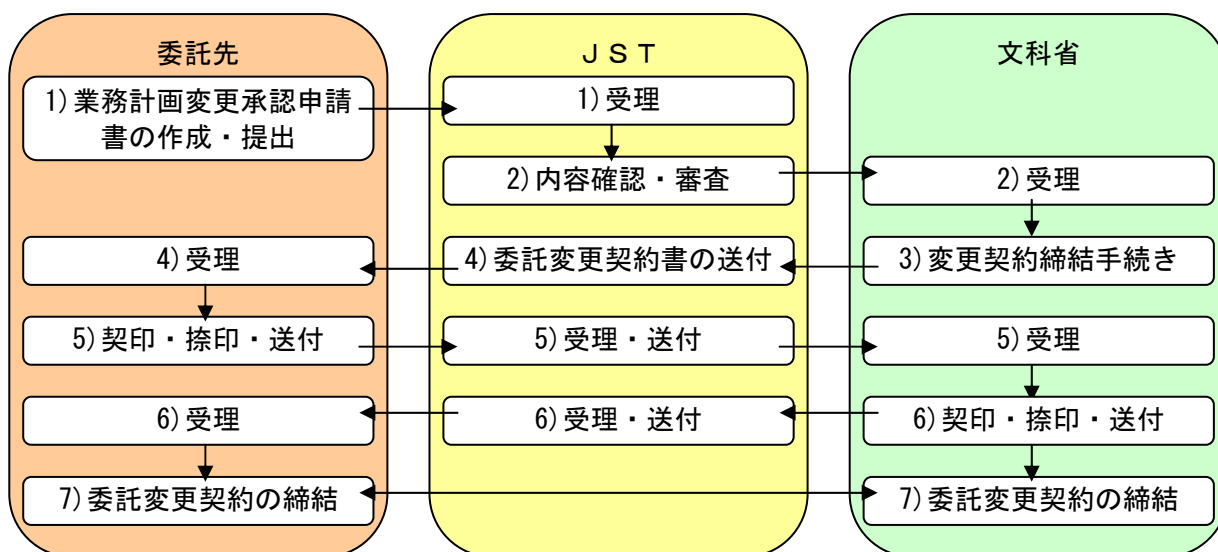 委託先
ＪＳＴ
文科省
1)業務計画変更承認申請
書の作成・提出
1)受理
2)内容確認・審査
2)受理
4)受理
4)委託変更契約書の送付
3)変更契約締結手続き
5)契印・捺印・送付
5)受理・送付
5)受理
6)受理
6)受理・送付
6)契印・捺印・送付
7)委託変更契約の締結
7)委託変更契約の締結